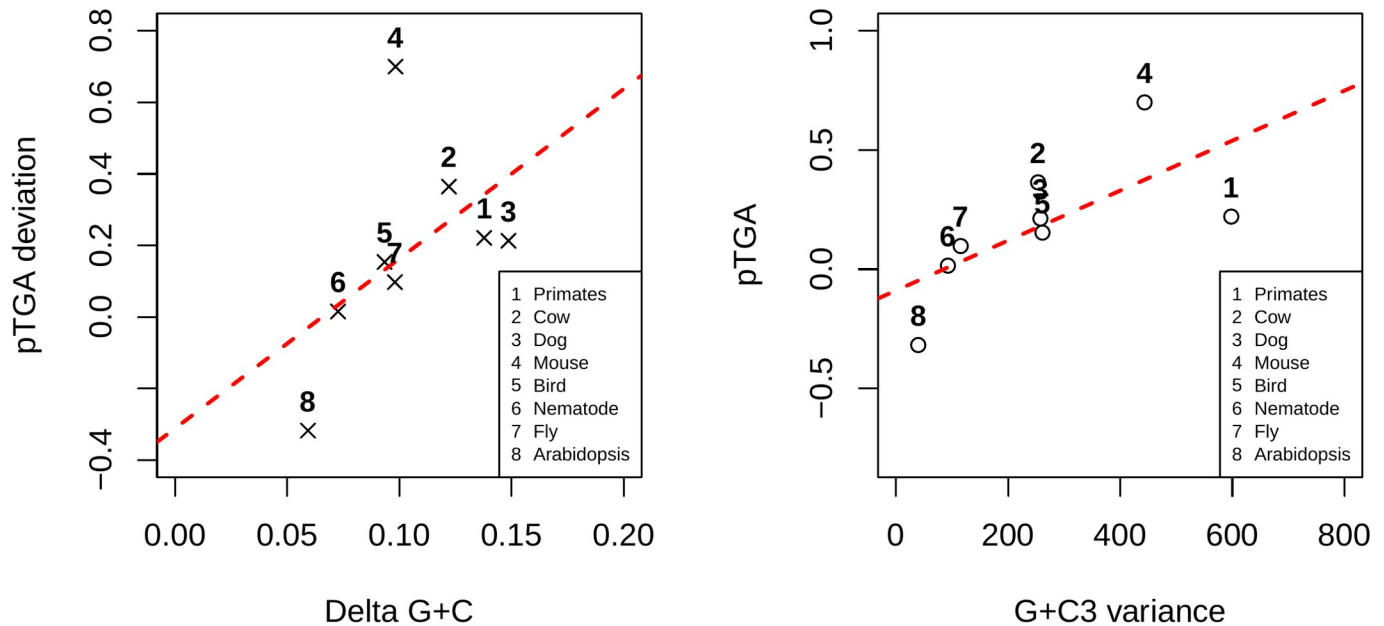 pTGA deviation
0.8
0.6
0.4
0.2
0.0
−0.4
4
2
1
3
5
7
6
8
1 Primates
2 Cow
3 Dog
4 Mouse
5 Bird
6 Nematode
7 Fly
8 Arabidopsis
0.00 0.05 0.10 0.15 0.20
Delta G+C
pTGA
1.0
0.5
0.0
−0.5
4
2
3
1
5
7
6
8
1 Primates
2 Cow
3 Dog
4 Mouse
5 Bird
6 Nematode
7 Fly
8 Arabidopsis
0 200 400 600 800
G+C3 variance